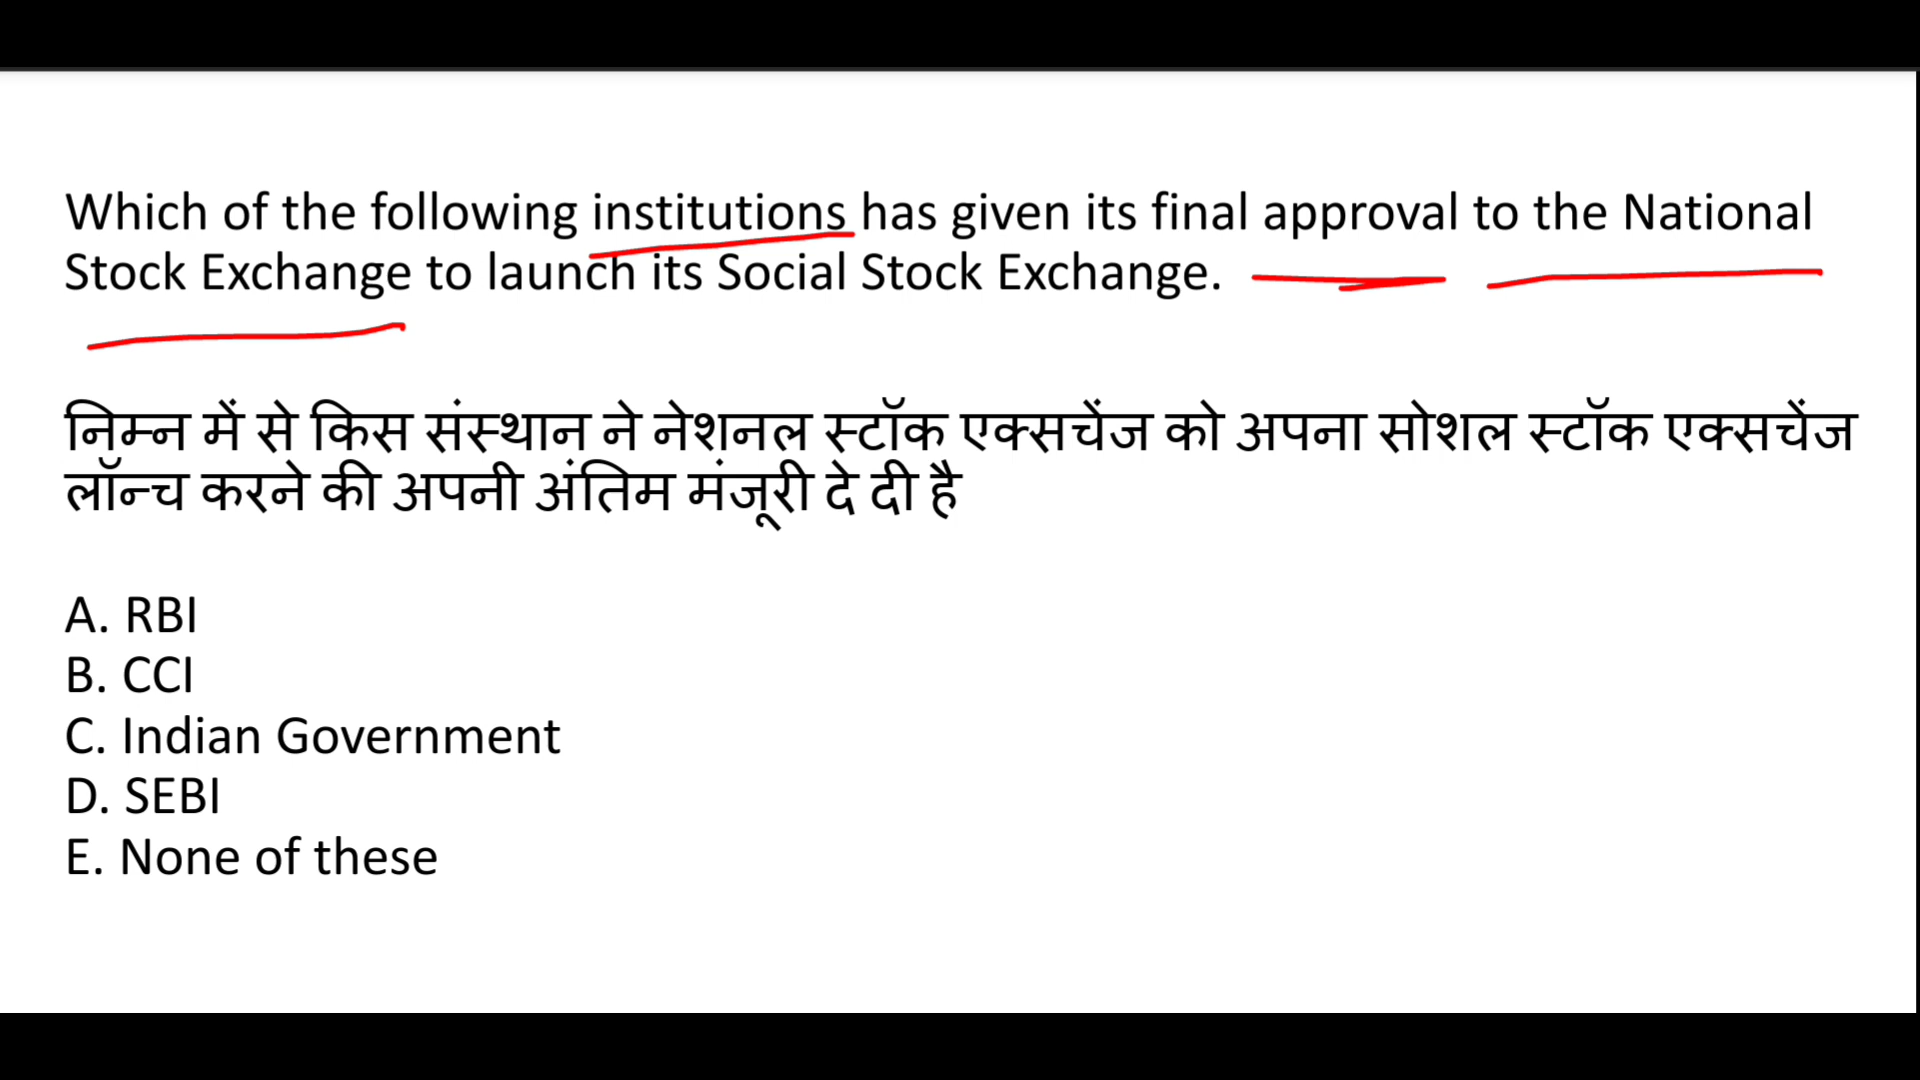 Which of the following institutions has given its final approval to the National
Stock Exchange to launch its Social Stock Exchange.
निम्न में से किस संस्थान ने नेशनल स्टॉक एक्सचेंज को अपना सोशल स्टॉक एक्सचेंज
लॉन्च करने की अपनी अंतिम मंजूरी दे दी है
A. RBI
B. CCI
C. Indian Government
D. SEBI
E. None of these